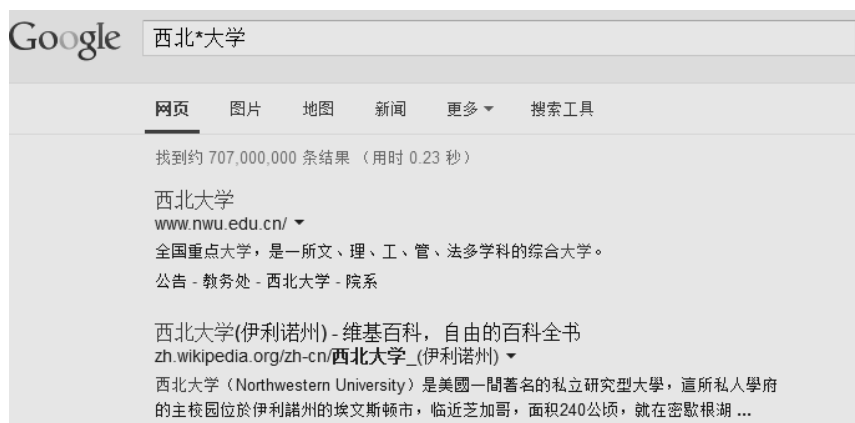 Google 西北*大学
网页 图片 地图 新闻 更多 搜索工具
找到约 707,000,000 条结果 （用时 0.23 秒）
西北大学
www.nwu.edu.cn/
全国重点大学，是一所文、理、工、管、法多学科的综合大学。
公告 - 教务处 - 西北大学 - 院系
西北大学(伊利诺州) - 维基百科，自由的百科全书
zh.wikipedia.org/zh-cn/西北大学_(伊利诺州)
西北大学（Northwestern University）是美國一間著名的私立研究型大學，這所私人學府
的主校园位於伊利諾州的埃文斯顿市，临近芝加哥，面积240公顷，就在密歇根湖 ...